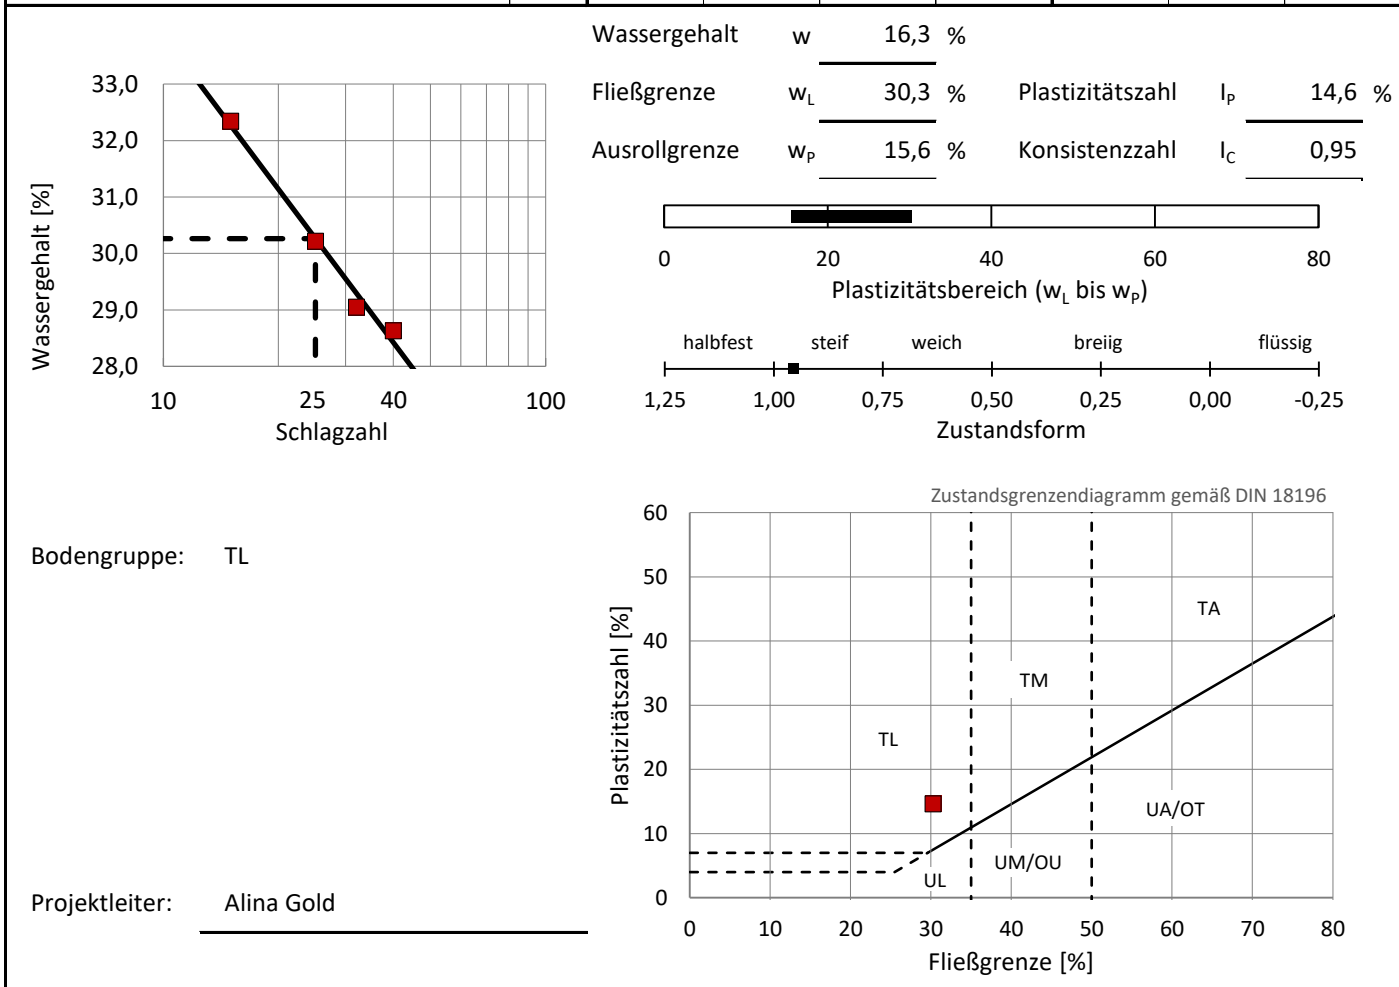 Wassergehalt w 16,3 %
Fließgrenze wL 30,3 % Plastizitätszahl IP 14,6 %
Ausrollgrenze wP 15,6 % Konsistenzzahl IC 0,95
33,0
32,0
31,0
30,0
29,0
28,0
Wassergehalt [%]
10 25 40 100
Schlagzahl
0 20 40 60 80
Plastizitätsbereich (wL bis wP)
halbfest steif weich breiig flüssig
1,25 1,00 0,75 0,50 0,25 0,00 -0,25
Zustandsform
Bodengruppe: TL
Projektleiter: Alina Gold
Zustandsgrenzendiagramm gemäß DIN 18196
60
50
40
30
20
10
0
Plastizitätszahl [%]
TA
TM
TL
UA/OT
UM/OU
UL
0 10 20 30 40 50 60 70 80
Fließgrenze [%]